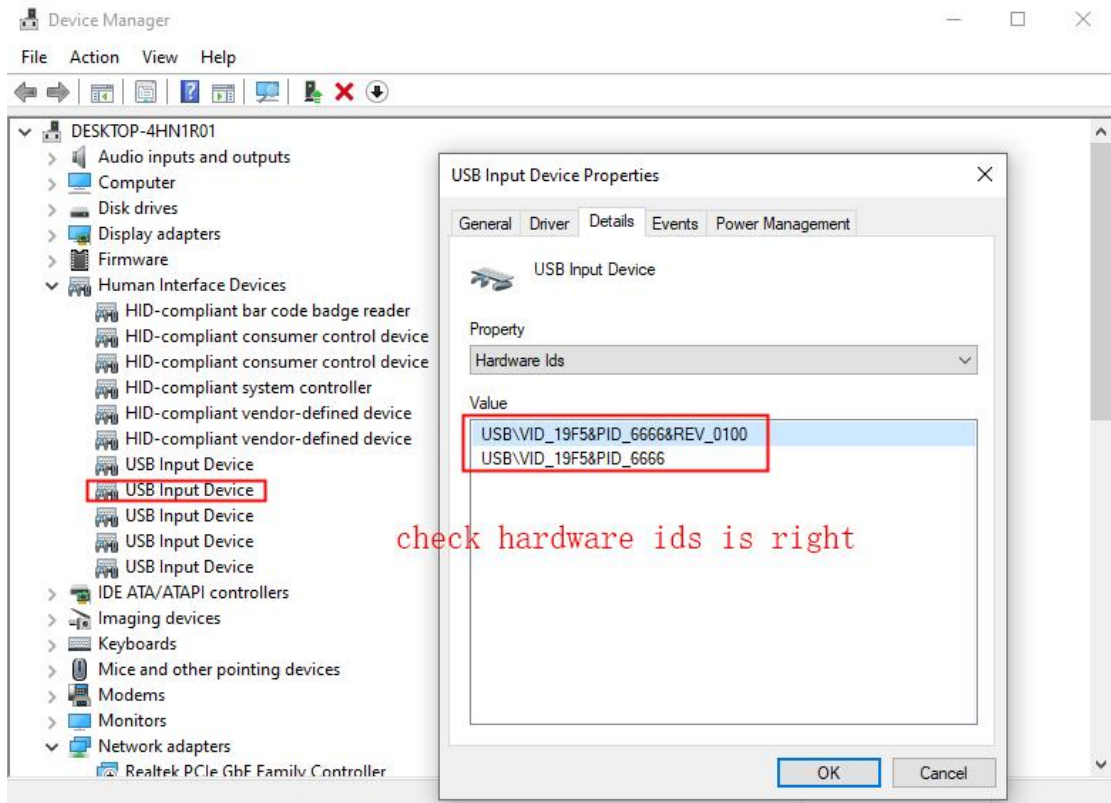 Device Manager
File Action View Help
DESKTOP-4HN1R01
Audio inputs and outputs
Computer
Disk drives
Display adapters
Firmware
Human Interface Devices
HID-compliant bar code badge reader
HID-compliant consumer control device
HID-compliant consumer control device
HID-compliant system controller
HID-compliant vendor-defined device
HID-compliant vendor-defined device
USB Input Device
USB Input Device
USB Input Device
USB Input Device
USB Input Device
IDE ATA/ATAPI controllers
Imaging devices
Keyboards
Mice and other pointing devices
Modems
Monitors
Network adapters
Realtek PCIe GbE Family Controller
USB Input Device Properties
General Driver Details Events Power Management
USB Input Device
Property
Hardware Ids
Value
USB\VID_19F5&PID_6666&REV_0100
USB\VID_19F5&PID_6666
check hardware ids is right
OK Cancel